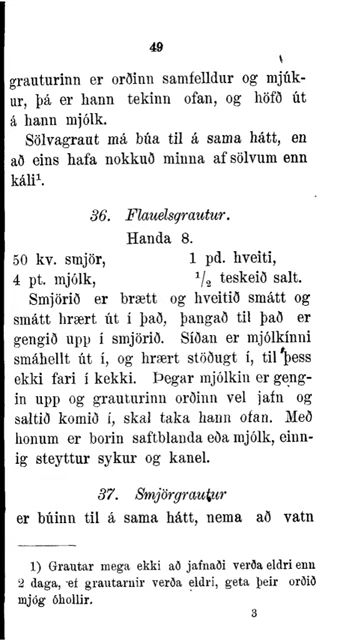 49
grauturinn er orðinn samfelldur og mjúk-
ur, þá er hann tekinn ofan, og höfð út
á hann mjólk.
Sölvagraut má búa til á sama hátt, en
að eins hafa nokkuð minna af sölvum enn
káli¹.
36. Flauelsgrautur.
Handa 8.
50 kv. smjör, 1 pd. hveiti,
4 pt. mjólk, ¹/₂ teskeið salt.
Smjörið er brætt og hveitið smátt og
smátt hrært út í það, þangað til það er
gengið upp í smjörið. Síðan er mjólkínni
smáhellt út í, og hrært stöðugt í, til þess
ekki fari í kekki. Þegar mjólkin er geng-
in upp og grauturinn orðinn vel jafn og
saltið komið í, skal taka hann ofan. Með
honum er borin saftblanda eða mjólk, einn-
ig steyttur sykur og kanel.
37. Smjörgrautur
er búinn til á sama hátt, nema að vatn
1) Grautar mega ekki að jafnaði verða eldri enn
2 daga, ef grautarnir verða eldri, geta þeir orðið
mjög óhollir.
3